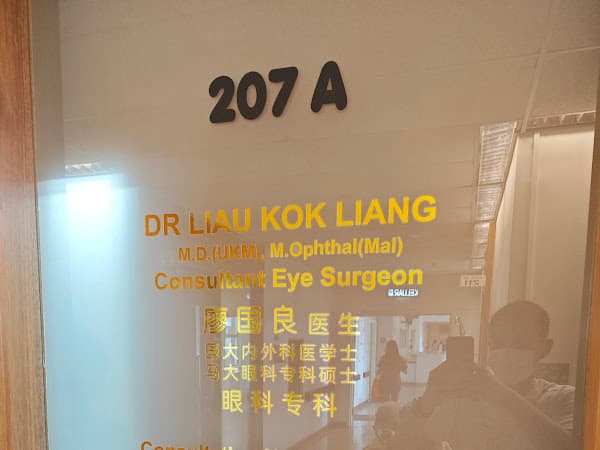 207 A
DR LIAU KOK LIANG
M.D.(UKM), M.Ophthal(Mal)
Consultant Eye Surgeon
廖国良医生
国大内外科医学士
马大眼科专科硕士
眼科专科